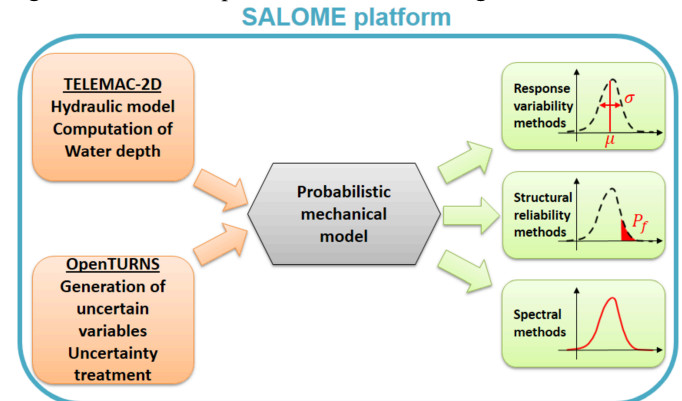 SALOME platform
TELEMAC-2D
Hydraulic model
Computation of
Water depth
OpenTURNS
Generation of
uncertain
variables
Uncertainty
treatment
Probabilistic
mechanical
model
Response
variability
methods
σ
μ
Structural
reliability
methods
P_f
Spectral
methods